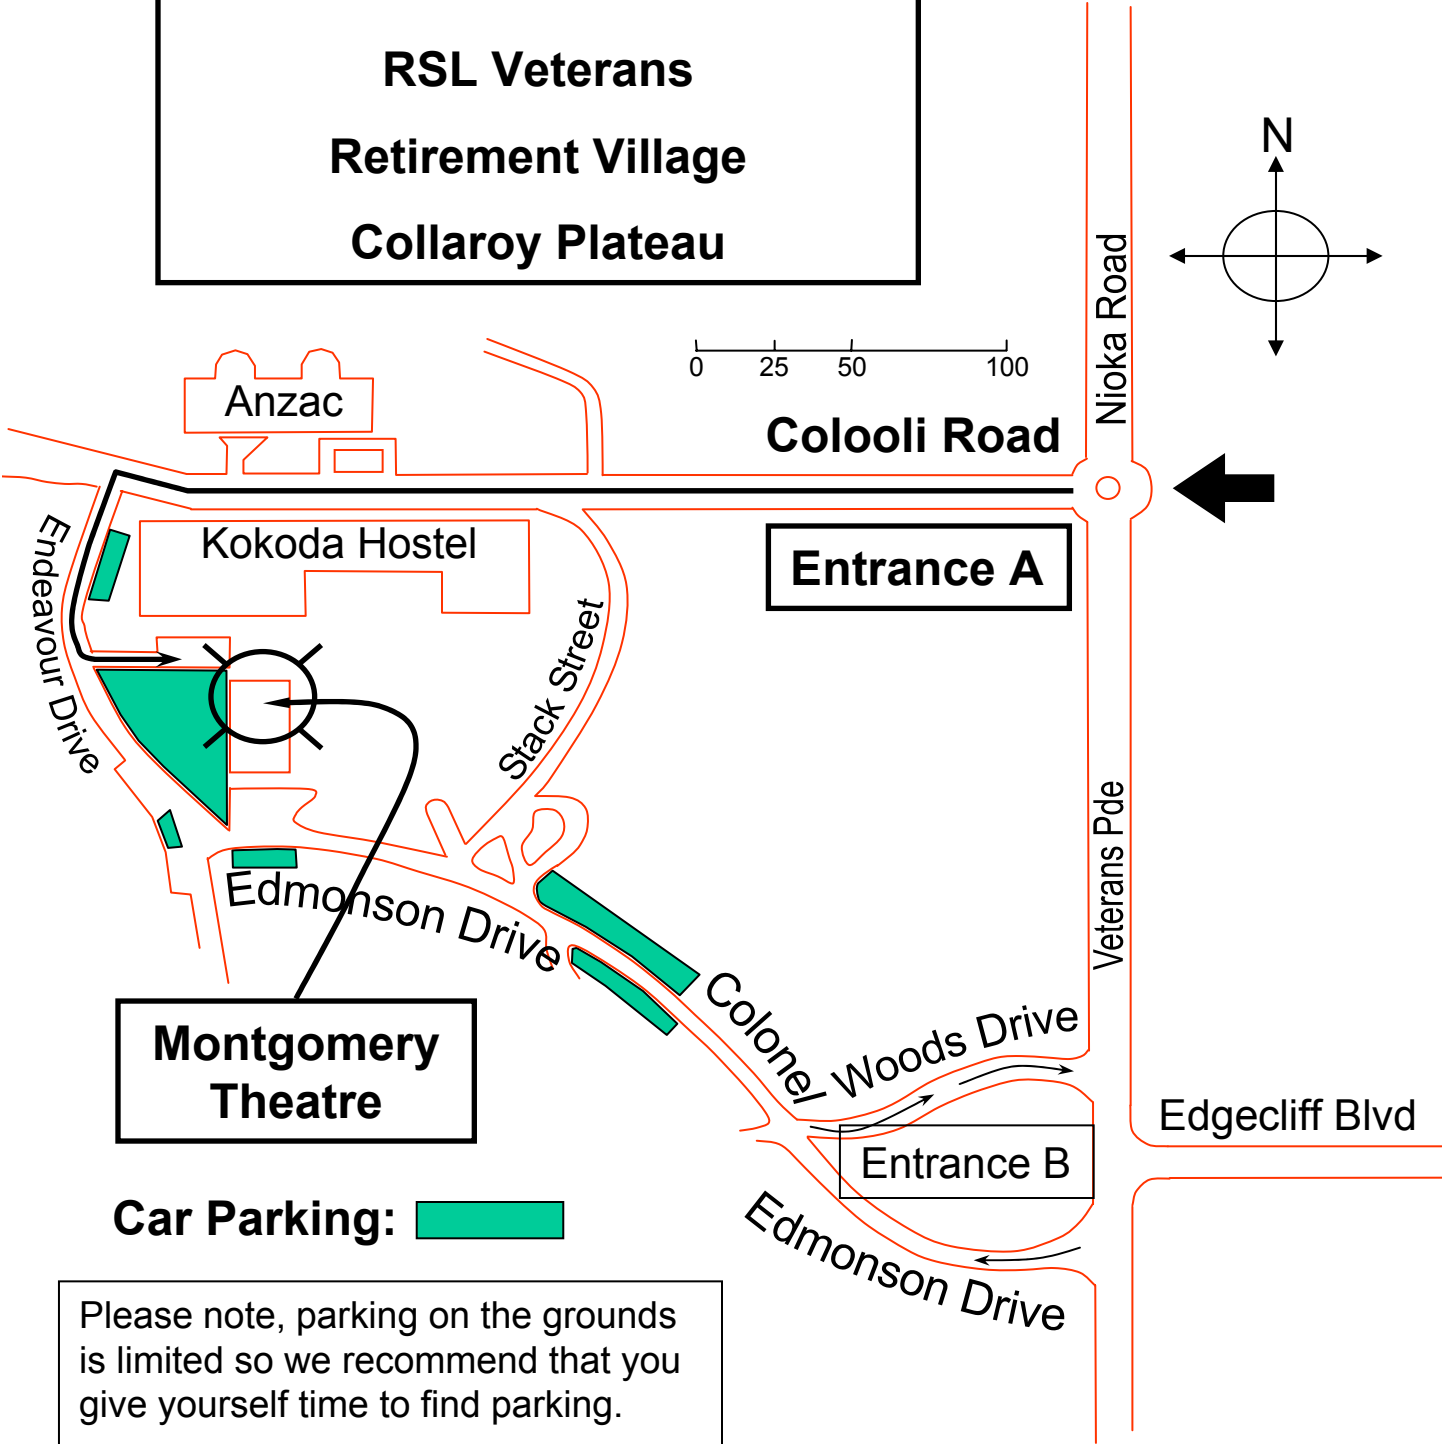 RSL Veterans
Retirement Village
Collaroy Plateau
N
Nioka Road
0 25 50 100
Anzac
Colooli Road
Kokoda Hostel
Entrance A
Endeavour Drive
Stack Street
Veterans Pde
Edmonson Drive
Colonel
Woods Drive
Montgomery
Theatre
Edgecliff Blvd
Entrance B
Edmonson Drive
Car Parking:
Please note, parking on the grounds
is limited so we recommend that you
give yourself time to find parking.